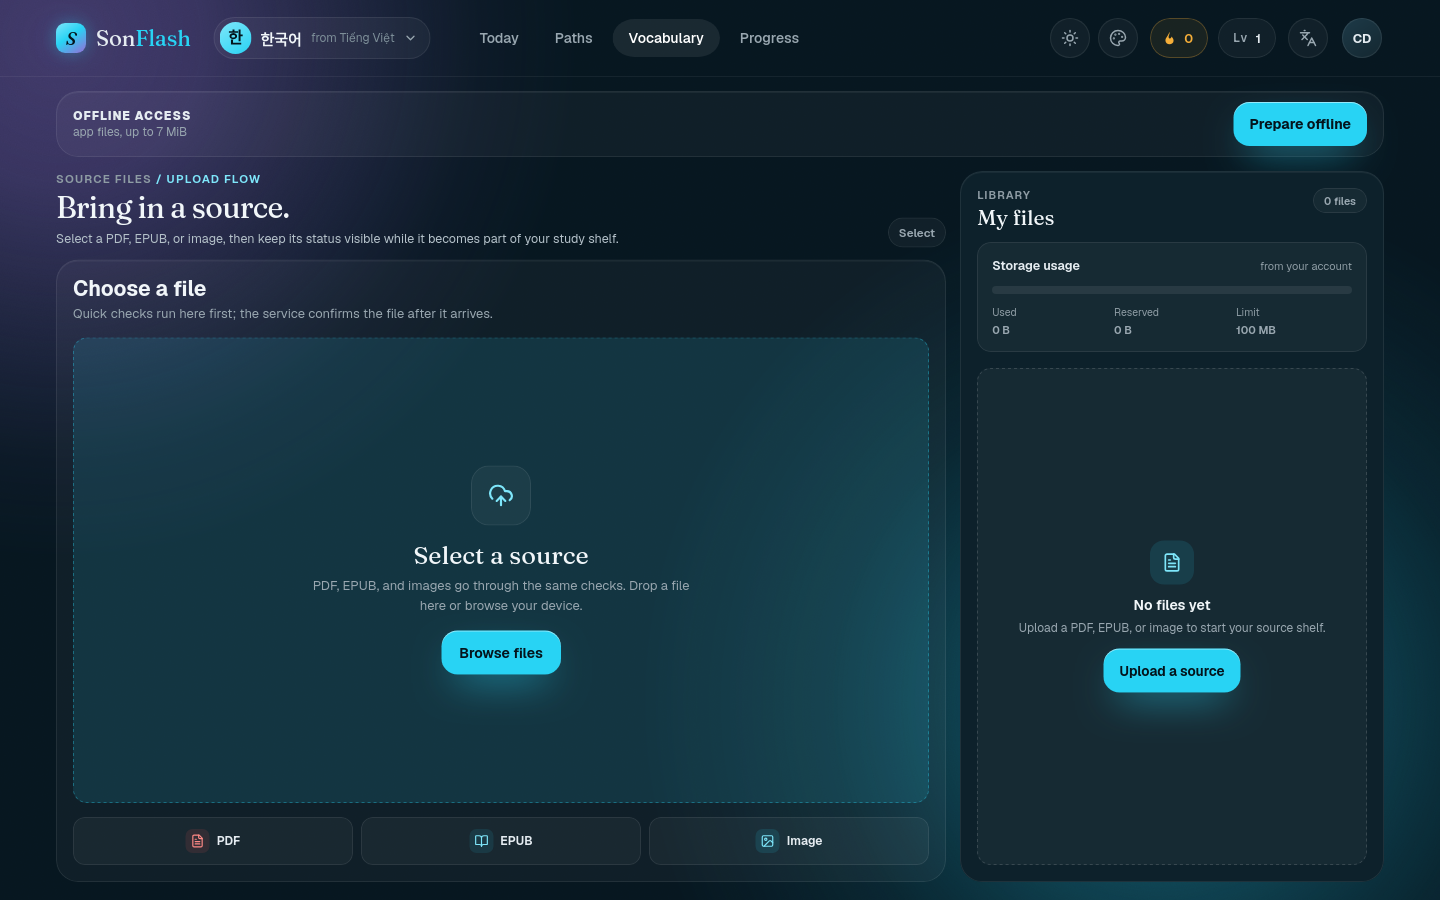 S SonFlash
한 한국어 from Tiếng Việt
Today
Paths
Vocabulary
Progress
0
Lv 1
CD
OFFLINE ACCESS
app files, up to 7 MiB
Prepare offline
SOURCE FILES / UPLOAD FLOW
Bring in a source.
Select a PDF, EPUB, or image, then keep its status visible while it becomes part of your study shelf.
Select
Choose a file
Quick checks run here first; the service confirms the file after it arrives.
Select a source
PDF, EPUB, and images go through the same checks. Drop a file
here or browse your device.
Browse files
PDF
EPUB
Image
LIBRARY
My files
0 files
Storage usage
from your account
Used
Reserved
Limit
0 B
0 B
100 MB
No files yet
Upload a PDF, EPUB, or image to start your source shelf.
Upload a source